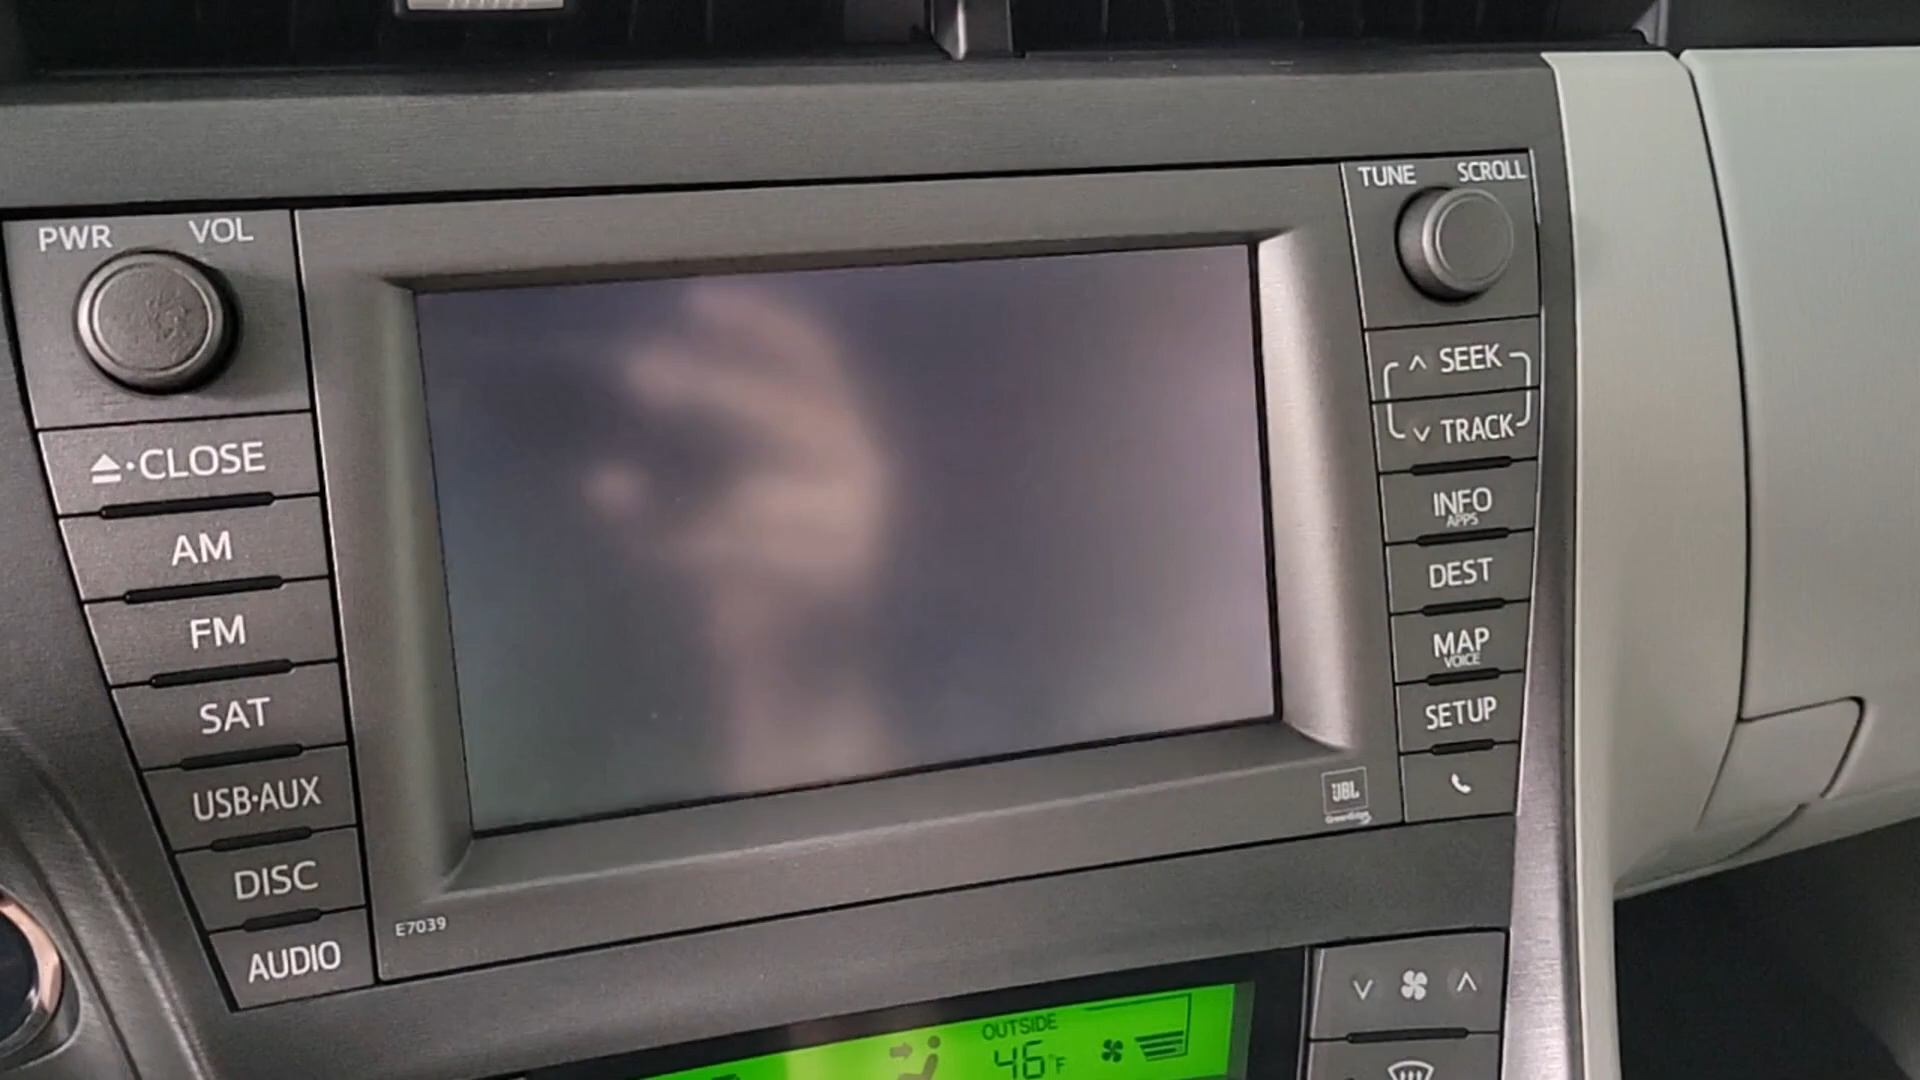 PWR VOL
TUNE SCROLL
CLOSE
AM
FM
SAT
USB·AUX
DISC
AUDIO
SEEK
TRACK
INFO
APPS
DEST
MAP
VOICE
SETUP
JBL
GreenEdge
E7039
OUTSIDE
46°F